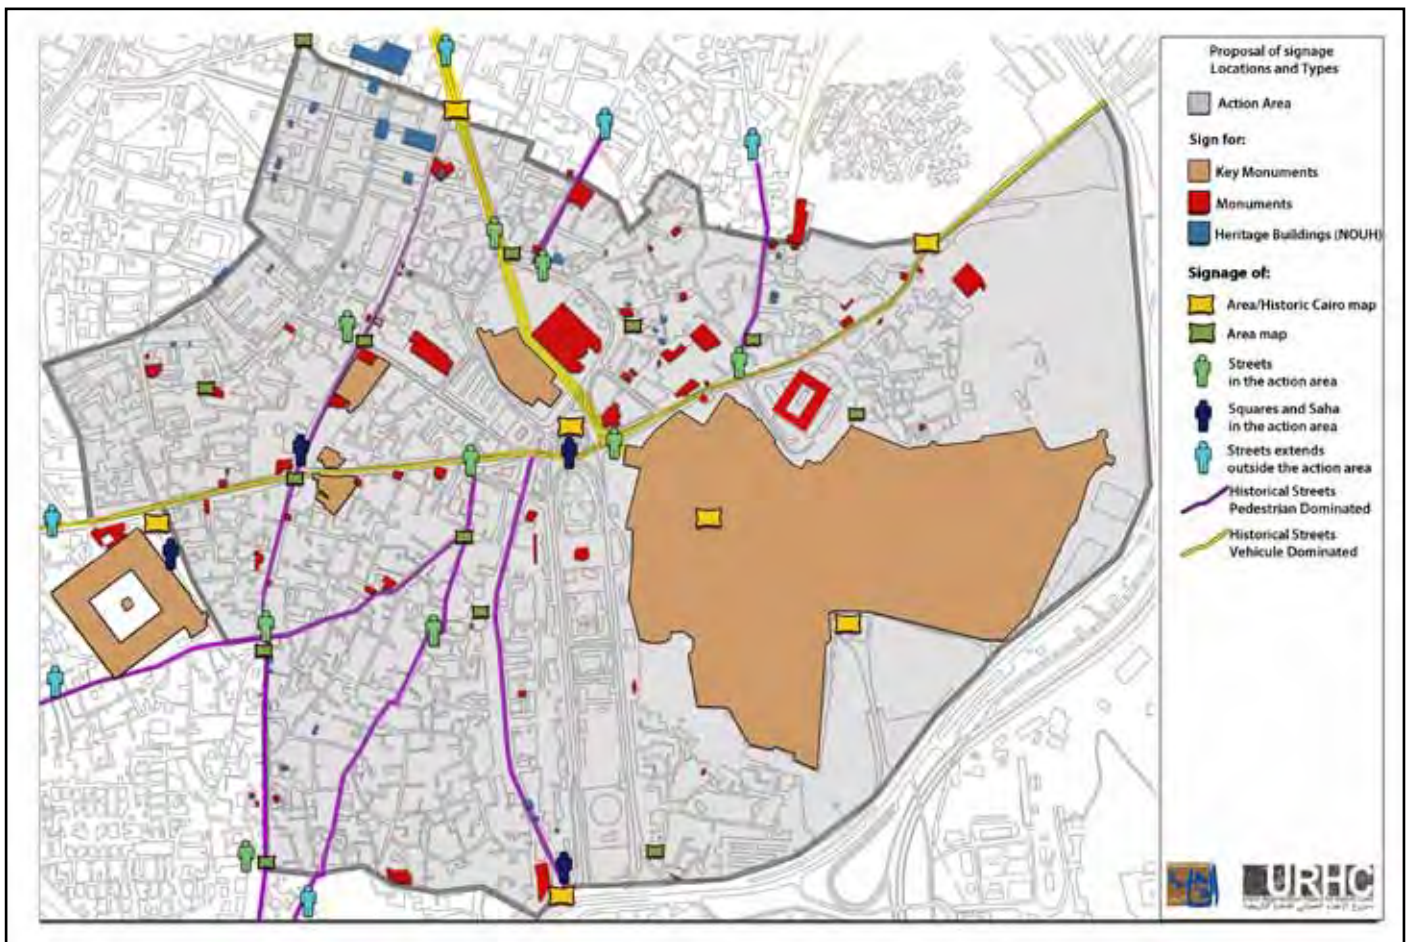 Proposal of signage
Locations and Types
Action Area
Sign for:
Key Monuments
Monuments
Heritage Buildings (NOUH)
Signage of:
Area/Historic Cairo map
Area map
Streets
in the action area
Squares and Saha
in the action area
Streets extends
outside the action area
Historical Streets
Pedestrian Dominated
Historical Streets
Vehicule Dominated
URHC